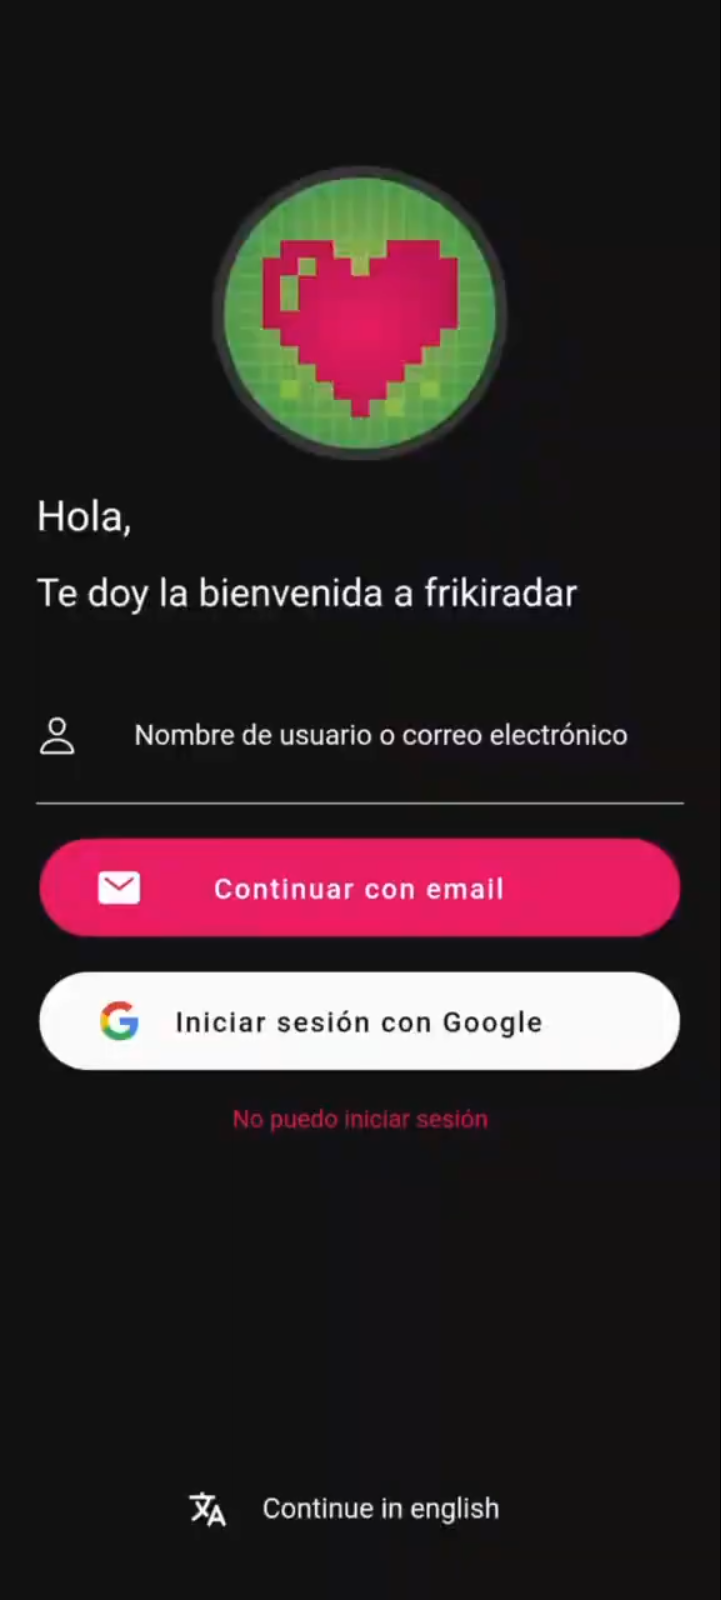 Hola,
Te doy la bienvenida a frikiradar
Nombre de usuario o correo electrónico
Continuar con email
Iniciar sesión con Google
No puedo iniciar sesión
Continue in english